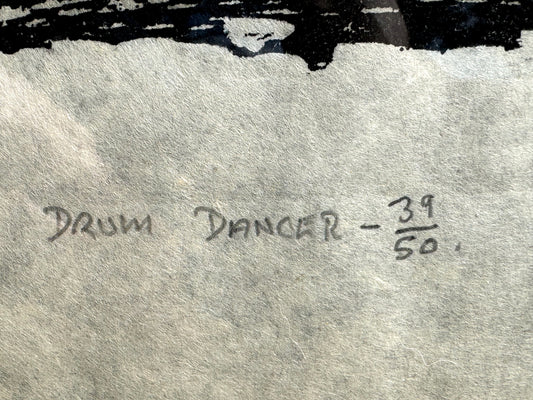 DRUM DANCER - 39/50.